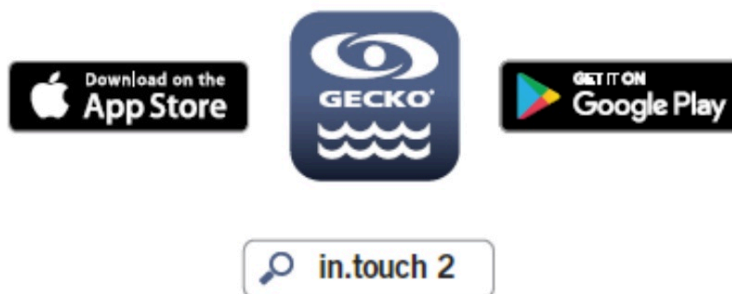 Download on the
App Store
GECKO®
GET IT ON
Google Play
in.touch 2